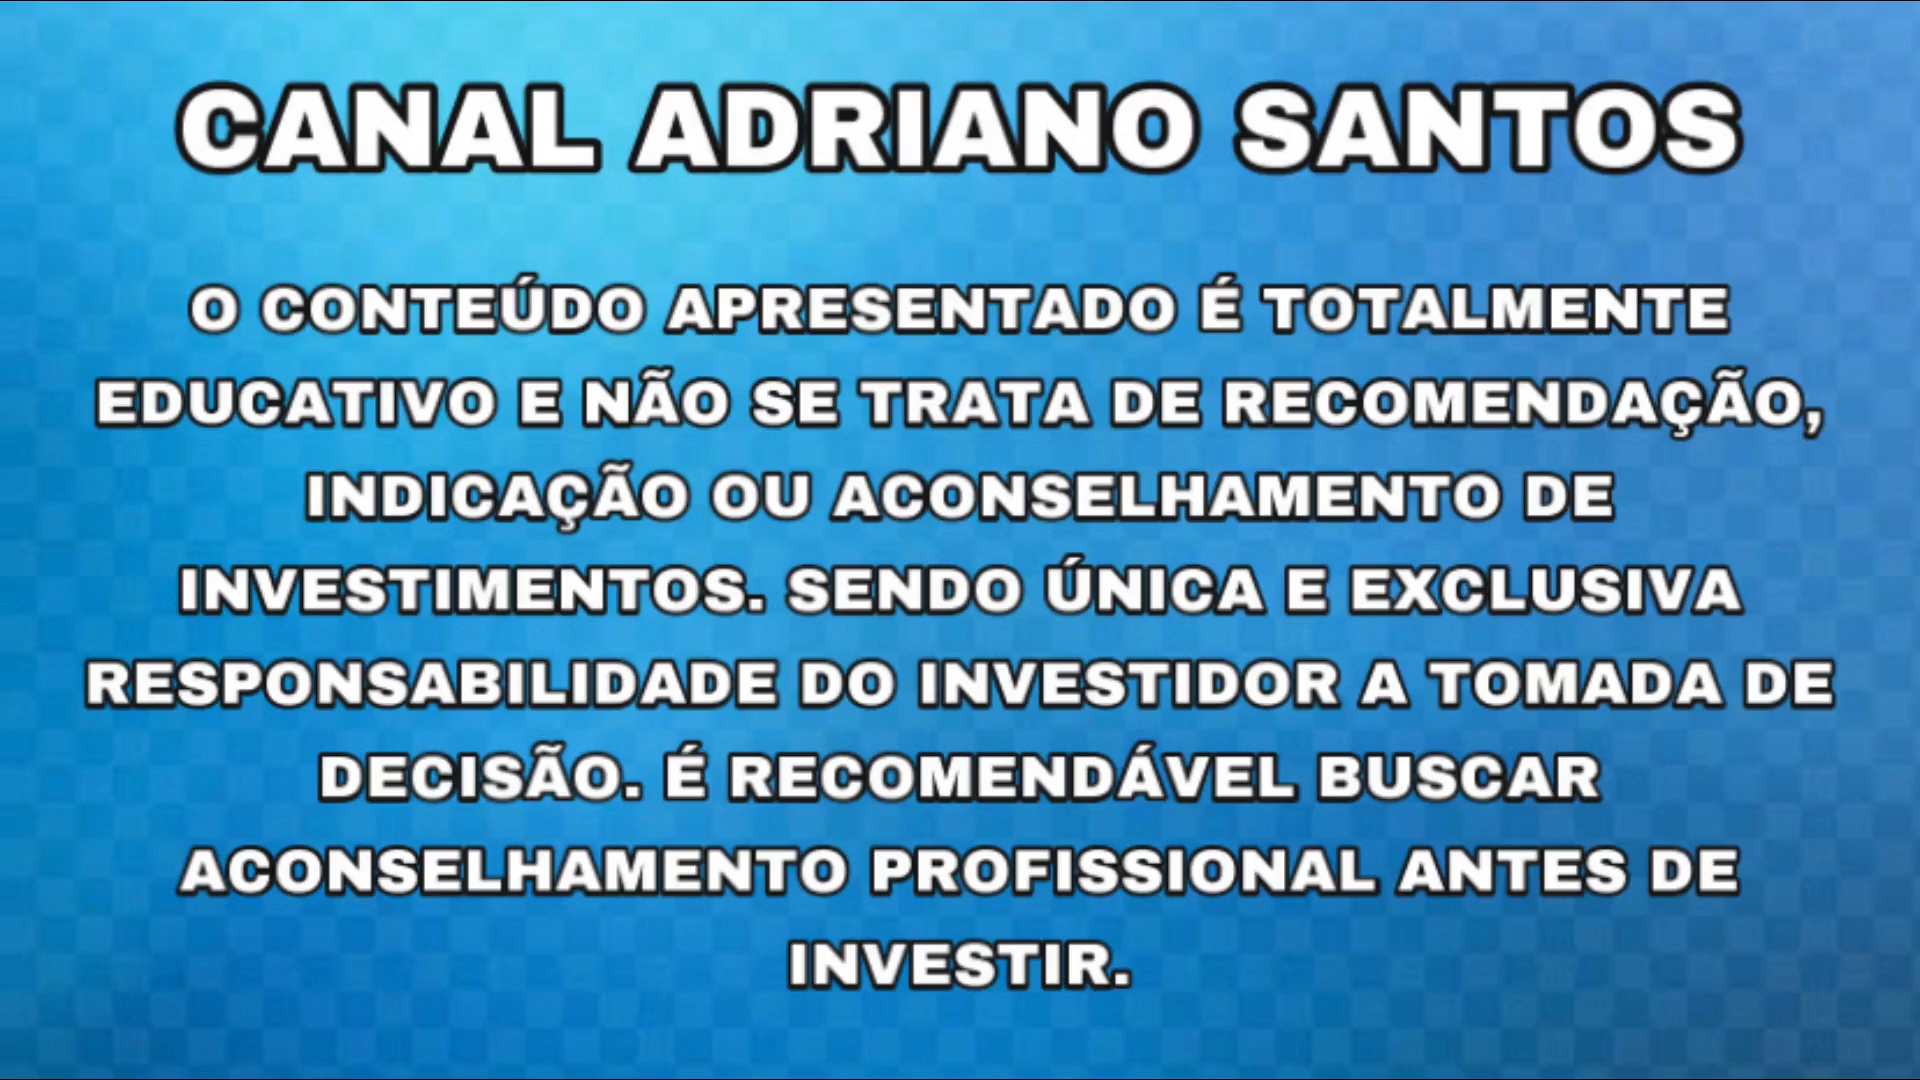 CANAL ADRIANO SANTOS
O CONTEÚDO APRESENTADO É TOTALMENTE
EDUCATIVO E NÃO SE TRATA DE RECOMENDAÇÃO,
INDICAÇÃO OU ACONSELHAMENTO DE
INVESTIMENTOS. SENDO ÚNICA E EXCLUSIVA
RESPONSABILIDADE DO INVESTIDOR A TOMADA DE
DECISÃO. É RECOMENDÁVEL BUSCAR
ACONSELHAMENTO PROFISSIONAL ANTES DE
INVESTIR.